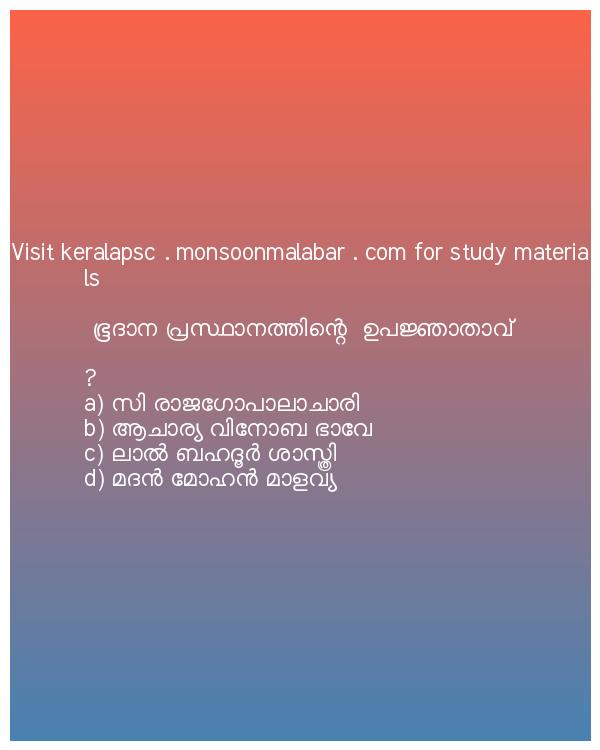 Visit keralapsc . monsoonmalabar . com for study materia
ls
ഭൂദാന പ്രസ്ഥാനത്തിന്റെ ഉപജ്ഞാതാവ്
?
a) സി രാജഗോപാലാചാരി
b) ആചാര്യ വിനോബ ഭാവേ
c) ലാൽ ബഹദൂർ ശാസ്ത്രി
d) മദൻ മോഹൻ മാളവ്യ